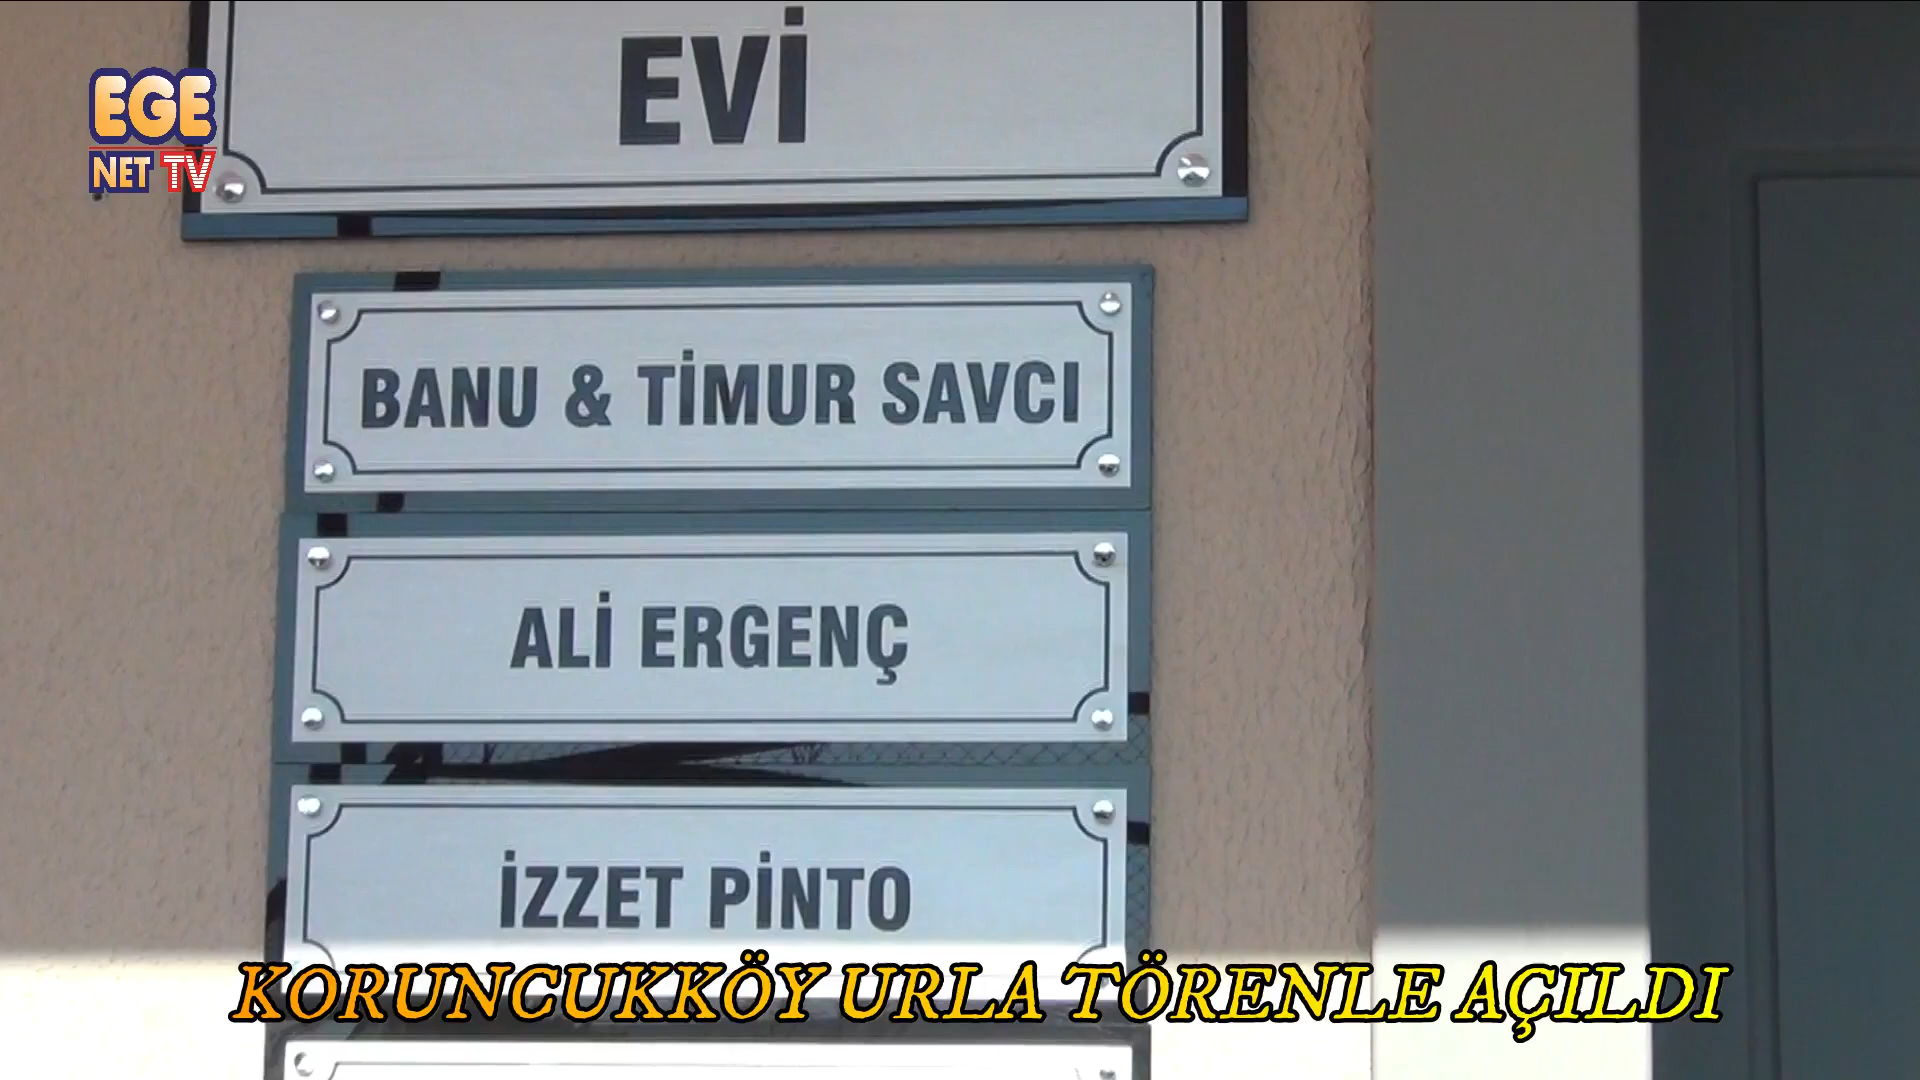 EVİ
EGE
NET TV
BANU & TİMUR SAVCI
ALİ ERGENÇ
İZZET PİNTO
KORUNCUKKÖY URLA TÖRENLE AÇILDI